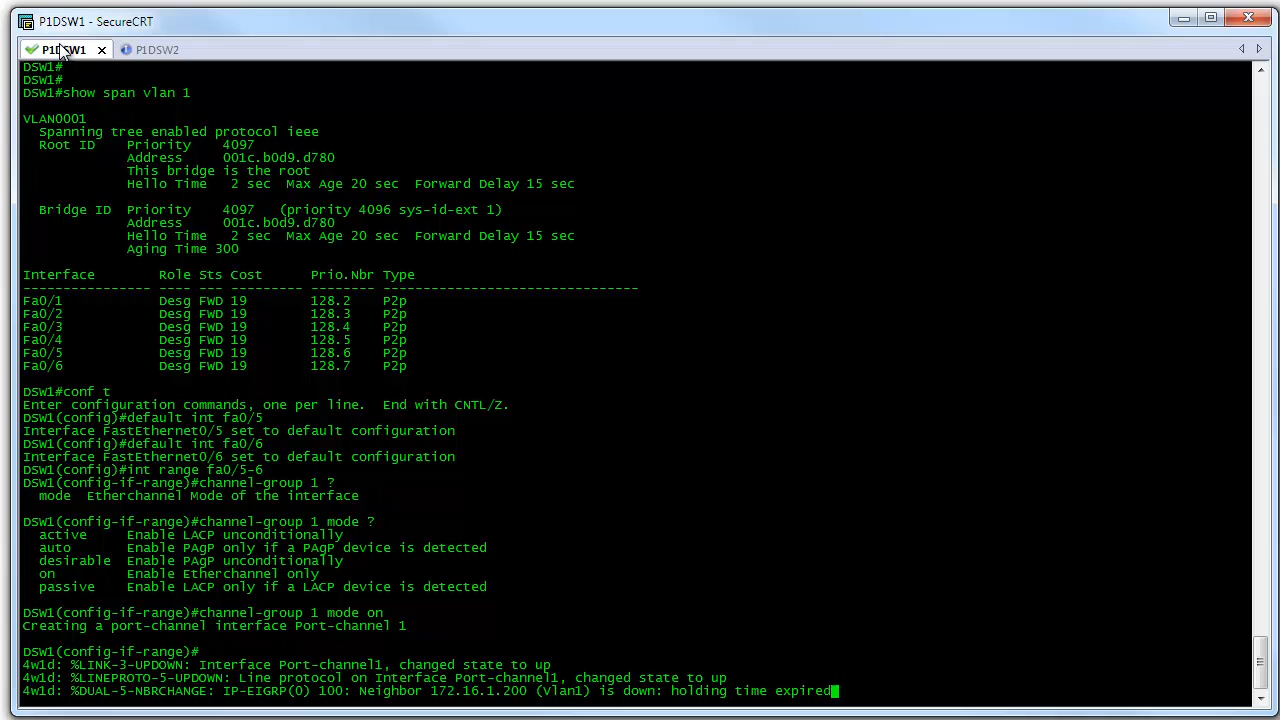 P1DSW1 - SecureCRT
P1DSW1 P1DSW2
DSW1#
DSW1#
DSW1#show span vlan 1
VLAN0001
Spanning tree enabled protocol ieee
Root ID Priority 4097
Address 001c.b0d9.d780
This bridge is the root
Hello Time 2 sec Max Age 20 sec Forward Delay 15 sec
Bridge ID Priority 4097 (priority 4096 sys-id-ext 1)
Address 001c.b0d9.d780
Hello Time 2 sec Max Age 20 sec Forward Delay 15 sec
Aging Time 300
Interface Role Sts Cost Prio.Nbr Type
---------------- ---- --- --------- -------- --------------------------------
Fa0/1 Desg FWD 19 128.2 P2p
Fa0/2 Desg FWD 19 128.3 P2p
Fa0/3 Desg FWD 19 128.4 P2p
Fa0/4 Desg FWD 19 128.5 P2p
Fa0/5 Desg FWD 19 128.6 P2p
Fa0/6 Desg FWD 19 128.7 P2p
DSW1#conf t
Enter configuration commands, one per line. End with CNTL/Z.
DSW1(config)#default int fa0/5
Interface FastEthernet0/5 set to default configuration
DSW1(config)#default int fa0/6
Interface FastEthernet0/6 set to default configuration
DSW1(config)#int range fa0/5-6
DSW1(config-if-range)#channel-group 1 ?
mode Etherchannel Mode of the interface
DSW1(config-if-range)#channel-group 1 mode ?
active Enable LACP unconditionally
auto Enable PAgP only if a PAgP device is detected
desirable Enable PAgP unconditionally
on Enable Etherchannel only
passive Enable LACP only if a LACP device is detected
DSW1(config-if-range)#channel-group 1 mode on
Creating a port-channel interface Port-channel 1
DSW1(config-if-range)#
4w1d: %LINK-3-UPDOWN: Interface Port-channel1, changed state to up
4w1d: %LINEPROTO-5-UPDOWN: Line protocol on Interface Port-channel1, changed state to up
4w1d: %DUAL-5-NBRCHANGE: IP-EIGRP(0) 100: Neighbor 172.16.1.200 (Vlan1) is down: holding time expired